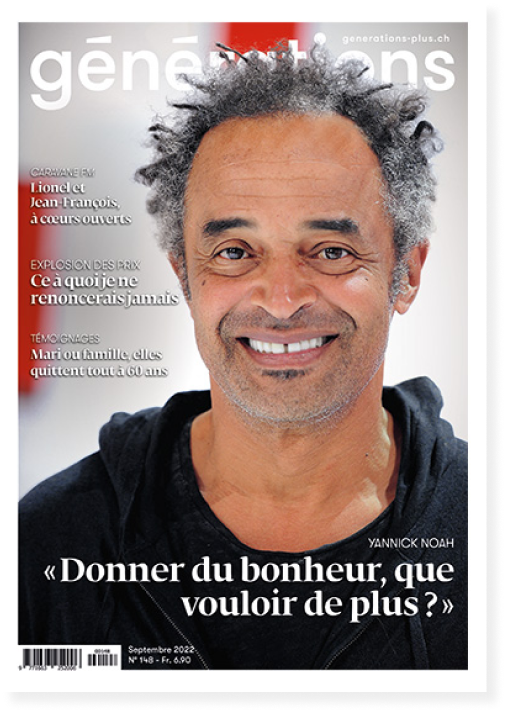 generations-plus.ch
générations
CARAVANE FM
Lionel et
Jean-François,
à cœurs ouverts
EXPLOSION DES PRIX
Ce à quoi je ne
renoncerais jamais
TÉMOIGNAGES
Mari ou famille, elles
quittent tout à 60 ans
YANNICK NOAH
« Donner du bonheur, que
vouloir de plus ? »
Septembre 2022
N° 148 - Fr. 6.90